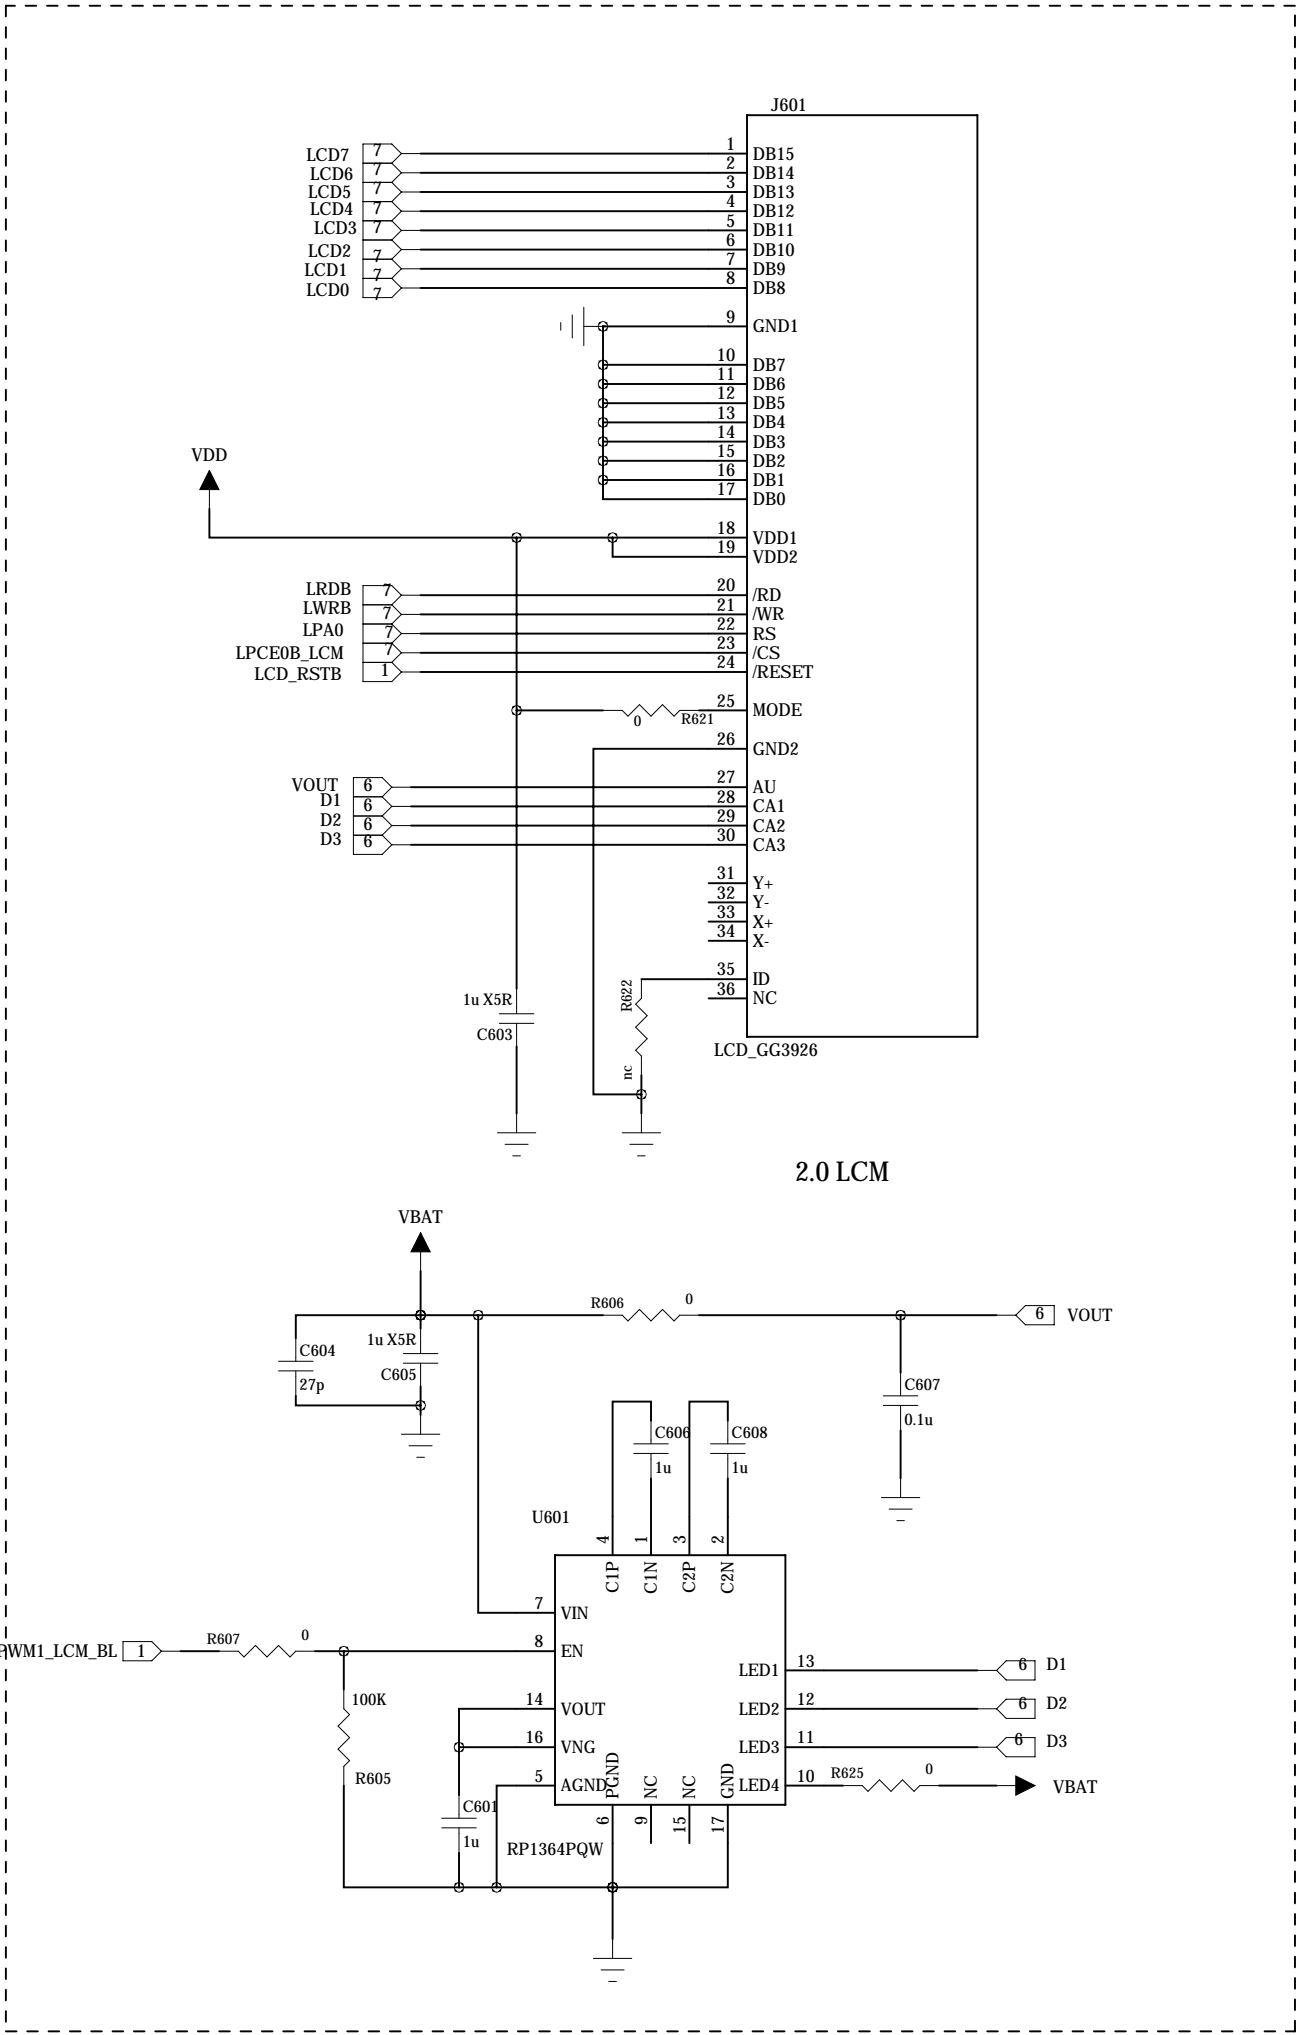 J601
LCD7 7 1 DB15
LCD6 7 2 DB14
LCD5 7 3 DB13
LCD4 7 4 DB12
LCD3 7 5 DB11
LCD2 7 6 DB10
LCD1 7 7 DB9
LCD0 7 8 DB8
9 GND1
10 DB7
11 DB6
12 DB5
13 DB4
14 DB3
15 DB2
16 DB1
17 DB0
VDD
18 VDD1
19 VDD2
LRDB 7 20 /RD
LWRB 7 21 /WR
LPA0 7 22 RS
LPCE0B_LCM 7 23 /CS
LCD_RSTB 1 24 /RESET
0 R621 25 MODE
26 GND2
VOUT 6 27 AU
D1 6 28 CA1
D2 6 29 CA2
D3 6 30 CA3
31 Y+
32 Y-
33 X+
34 X-
35 ID
36 NC
1u X5R
C603
R622
nc
LCD_GG3926
2.0 LCM
VBAT
R606 0 6 VOUT
C604
27p
1u X5R
C605
C607
0.1u
C606
1u
C608
1u
U601
4 1 3 2
C1P C1N C2P C2N
7 VIN
PWM1_LCM_BL 1 R607 0 8 EN
LED1 13 6 D1
100K 14 VOUT LED2 12 6 D2
16 VNG LED3 11 6 D3
R605 5 AGND PGND NC NC GND LED4 10 R625 0 VBAT
C601
1u
6 9 15 17
RP1364PQW